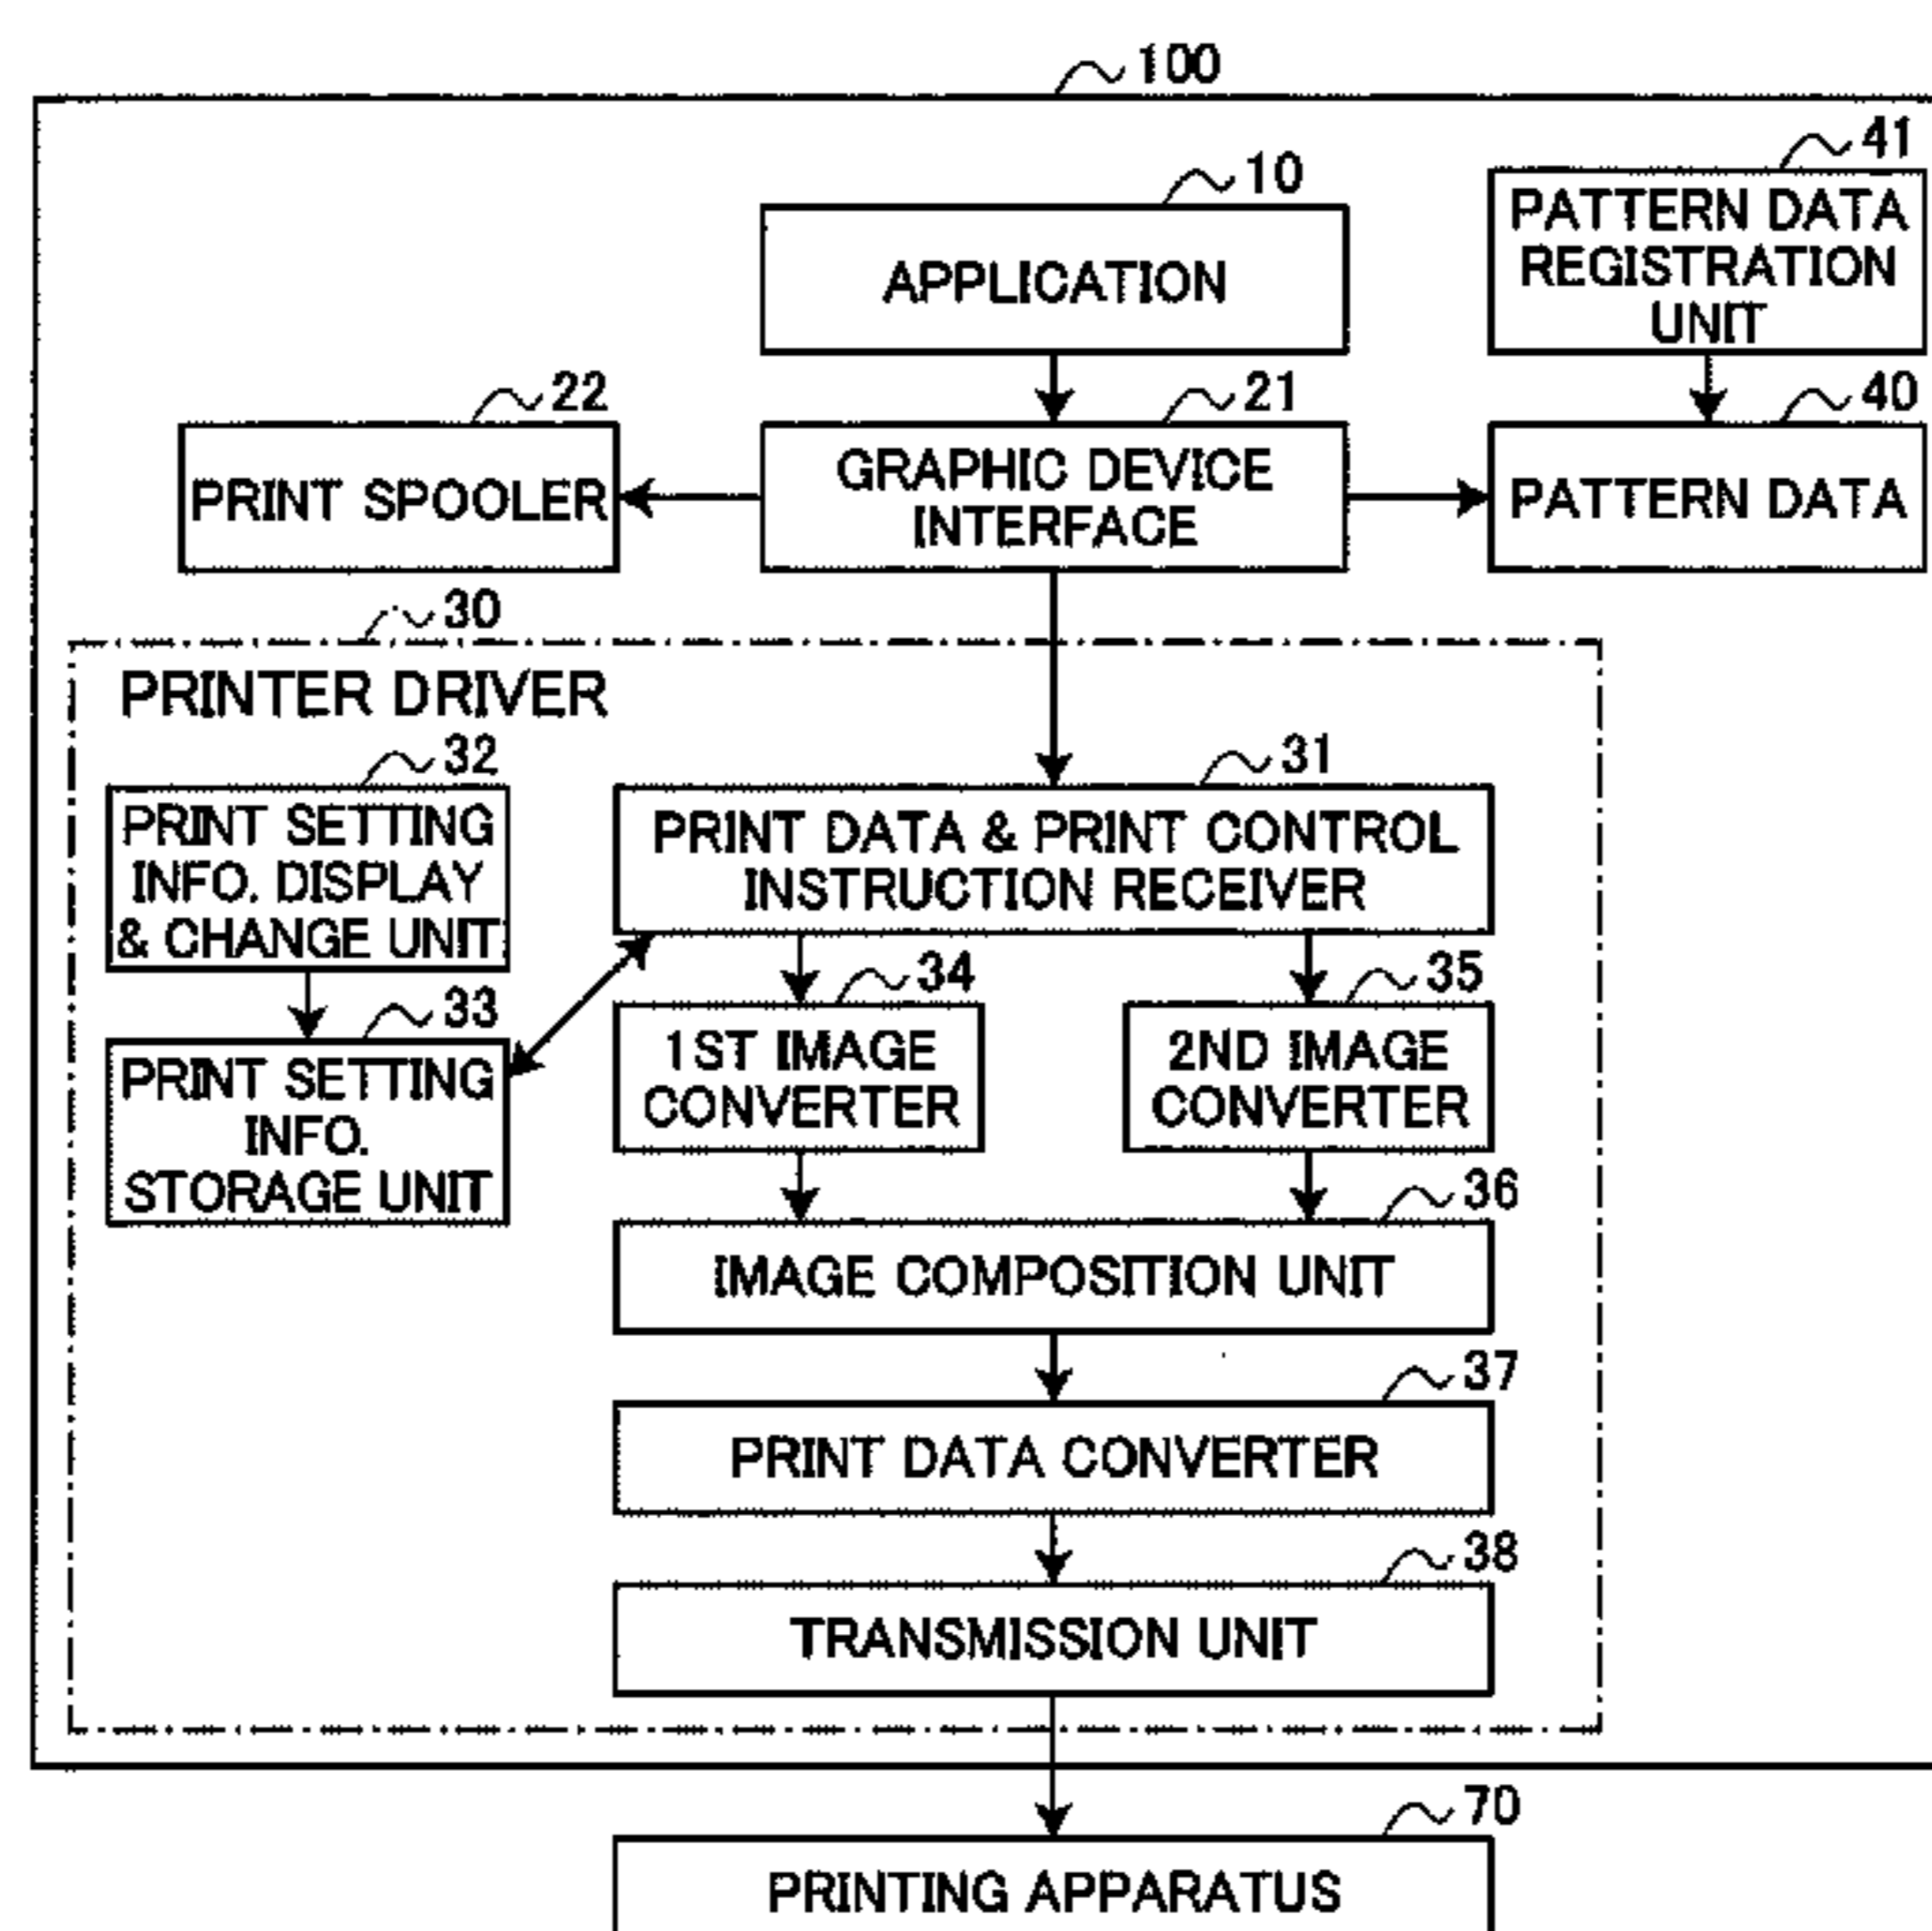 100
41
10
PATTERN DATA
REGISTRATION
UNIT
APPLICATION
22
21
40
PRINT SPOOLER
GRAPHIC DEVICE
INTERFACE
PATTERN DATA
30
PRINTER DRIVER
32
31
PRINT SETTING
INFO. DISPLAY
& CHANGE UNIT
PRINT DATA & PRINT CONTROL
INSTRUCTION RECEIVER
34
35
33
1ST IMAGE
CONVERTER
2ND IMAGE
CONVERTER
PRINT SETTING
INFO.
STORAGE UNIT
36
IMAGE COMPOSITION UNIT
37
PRINT DATA CONVERTER
38
TRANSMISSION UNIT
70
PRINTING APPARATUS